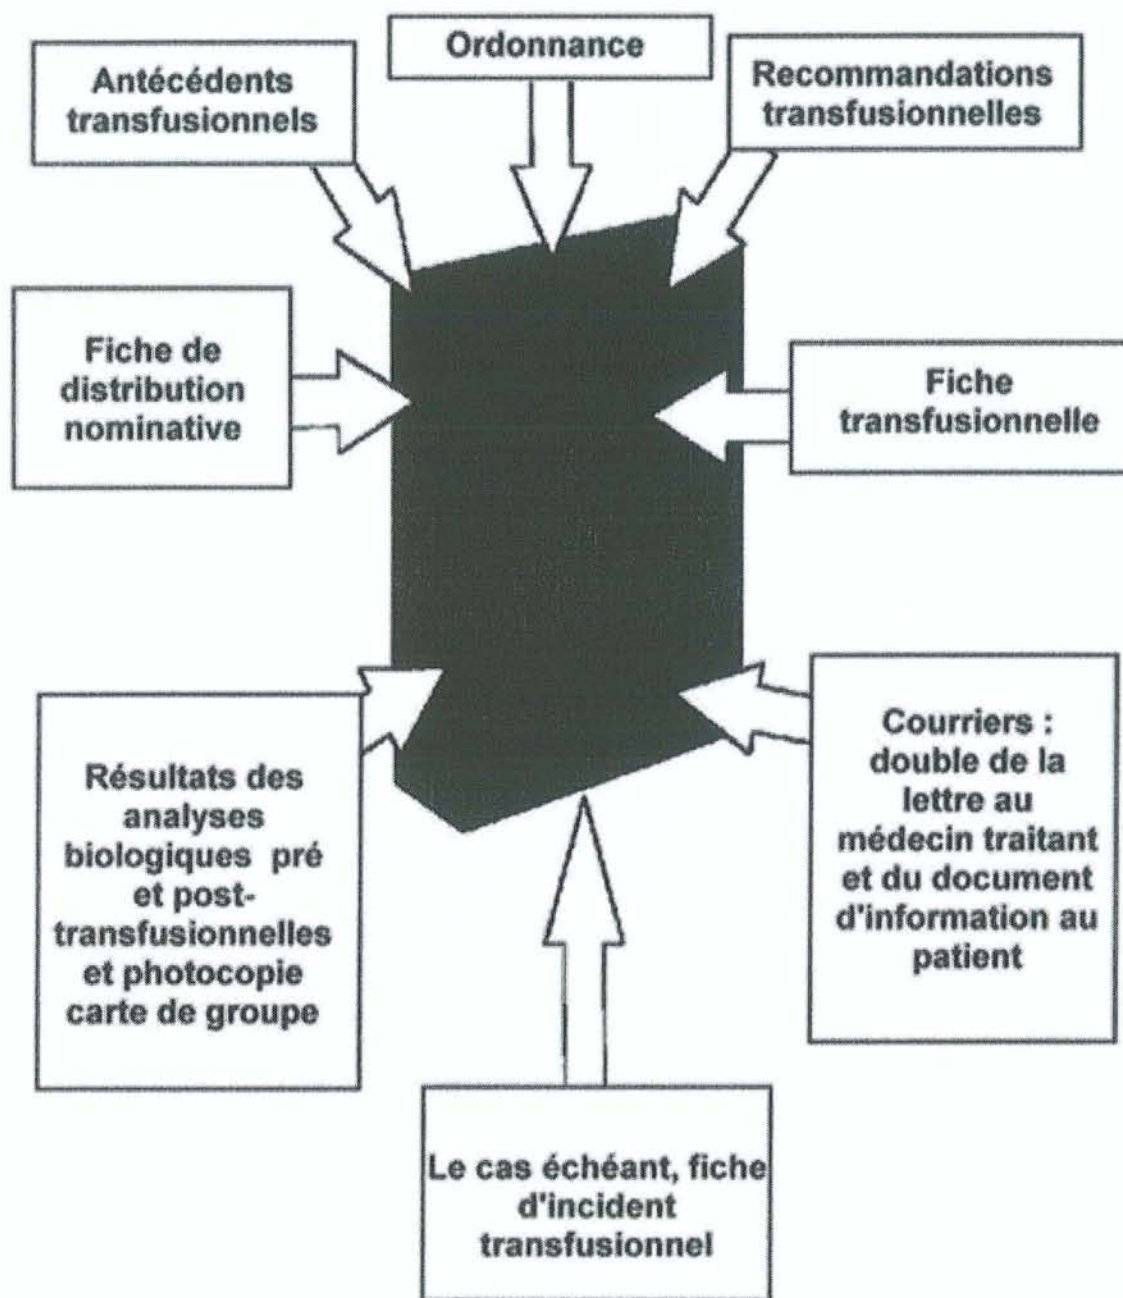 Ordonnance
Antécédents
transfusionnels
Recommandations
transfusionnelles
Fiche de
distribution
nominative
Fiche
transfusionnelle
Résultats des
analyses
biologiques pré
et post-
transfusionnelles
et photocopie
carte de groupe
Courriers :
double de la
lettre au
médecin traitant
et du document
d'information au
patient
Le cas échéant, fiche
d'incident
transfusionnel